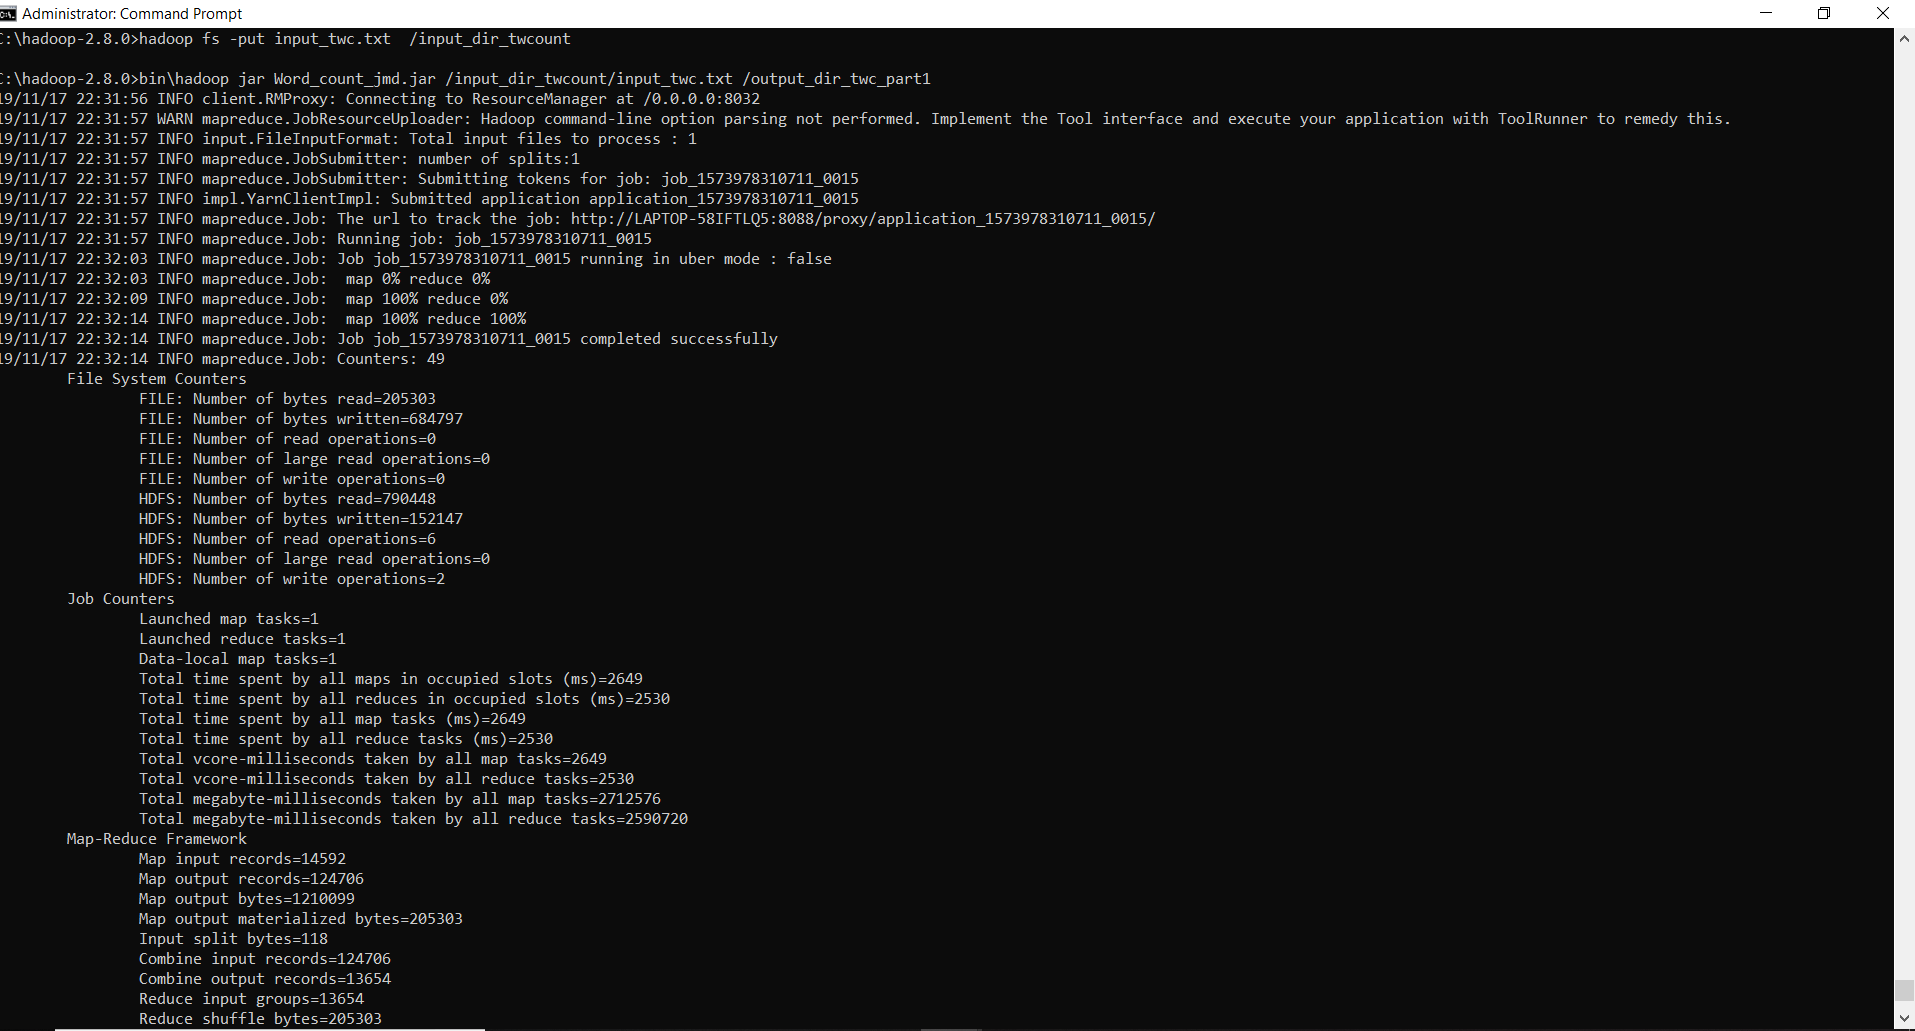 Administrator: Command Prompt
C:\hadoop-2.8.0>hadoop fs -put input_twc.txt  /input_dir_twcount
C:\hadoop-2.8.0>bin\hadoop jar Word_count_jmd.jar /input_dir_twcount/input_twc.txt /output_dir_twc_part1
19/11/17 22:31:56 INFO client.RMProxy: Connecting to ResourceManager at /0.0.0.0:8032
19/11/17 22:31:57 WARN mapreduce.JobResourceUploader: Hadoop command-line option parsing not performed. Implement the Tool interface and execute your application with ToolRunner to remedy this.
19/11/17 22:31:57 INFO input.FileInputFormat: Total input files to process : 1
19/11/17 22:31:57 INFO mapreduce.JobSubmitter: number of splits:1
19/11/17 22:31:57 INFO mapreduce.JobSubmitter: Submitting tokens for job: job_1573978310711_0015
19/11/17 22:31:57 INFO impl.YarnClientImpl: Submitted application application_1573978310711_0015
19/11/17 22:31:57 INFO mapreduce.Job: The url to track the job: http://LAPTOP-58IFTLQ5:8088/proxy/application_1573978310711_0015/
19/11/17 22:31:57 INFO mapreduce.Job: Running job: job_1573978310711_0015
19/11/17 22:32:03 INFO mapreduce.Job: Job job_1573978310711_0015 running in uber mode : false
19/11/17 22:32:03 INFO mapreduce.Job:  map 0% reduce 0%
19/11/17 22:32:09 INFO mapreduce.Job:  map 100% reduce 0%
19/11/17 22:32:14 INFO mapreduce.Job:  map 100% reduce 100%
19/11/17 22:32:14 INFO mapreduce.Job: Job job_1573978310711_0015 completed successfully
19/11/17 22:32:14 INFO mapreduce.Job: Counters: 49
File System Counters
FILE: Number of bytes read=205303
FILE: Number of bytes written=684797
FILE: Number of read operations=0
FILE: Number of large read operations=0
FILE: Number of write operations=0
HDFS: Number of bytes read=790448
HDFS: Number of bytes written=152147
HDFS: Number of read operations=6
HDFS: Number of large read operations=0
HDFS: Number of write operations=2
Job Counters
Launched map tasks=1
Launched reduce tasks=1
Data-local map tasks=1
Total time spent by all maps in occupied slots (ms)=2649
Total time spent by all reduces in occupied slots (ms)=2530
Total time spent by all map tasks (ms)=2649
Total time spent by all reduce tasks (ms)=2530
Total vcore-milliseconds taken by all map tasks=2649
Total vcore-milliseconds taken by all reduce tasks=2530
Total megabyte-milliseconds taken by all map tasks=2712576
Total megabyte-milliseconds taken by all reduce tasks=2590720
Map-Reduce Framework
Map input records=14592
Map output records=124706
Map output bytes=1210099
Map output materialized bytes=205303
Input split bytes=118
Combine input records=124706
Combine output records=13654
Reduce input groups=13654
Reduce shuffle bytes=205303